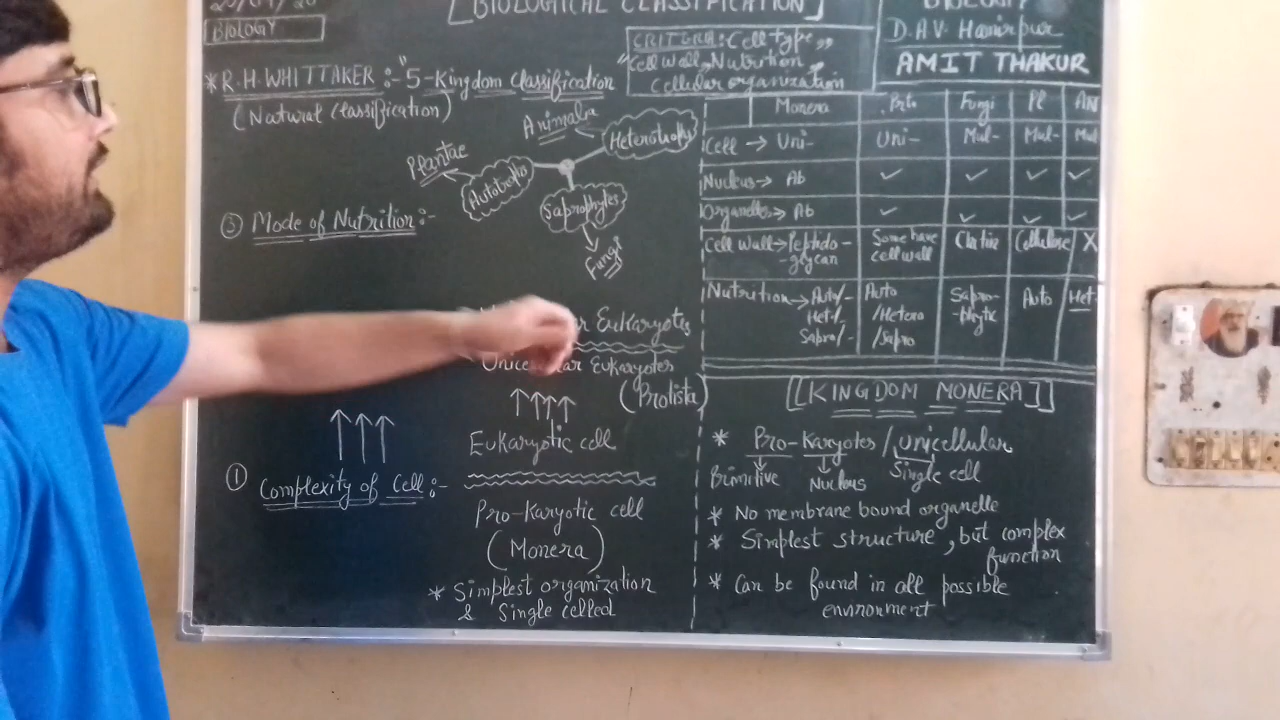 [BIOLOGICAL CLASSIFICATION]
BIOLOGY
BIOLOGY
D.A.V. Hamirpur
AMIT THAKUR
CRITERIA: Cell type,
Cell wall, Nutrition,
Cellular organization
* R.H. WHITTAKER :- "5-Kingdom Classification
(Natural Classification)
③ Mode of Nutrition :-
Animalia
Heterotrophs
Plantae
Autotrophs
Saprophytes
Fungi
Eukaryotes
Eukaryotes
(Protista)
↑↑↑↑
Eukaryotic cell
↑↑↑
① Complexity of Cell :-
Pro-Karyotic cell
(Monera)
* Simplest organization
& Single celled
Monera Pro Fungi Pl AN
Cell → Uni- Uni- Mul- Mul- Mul
Nucleus → Ab ✓ ✓ ✓ ✓
Organelles → Ab ✓ ✓ ✓ ✓
Cell wall → Peptido- Some have Cellulose X
-glycan cell wall
Nutrition → Auto/- Auto Sapro- Auto Het-
Het-/ /Hetero -phytic
Sapro/- /Sapro
[[KINGDOM MONERA]]
* Pro-Karyotes / unicellular
Primitive Nucleus Single cell
* No membrane bound organelle
* Simplest structure, but complex
function
* Can be found in all possible
environment